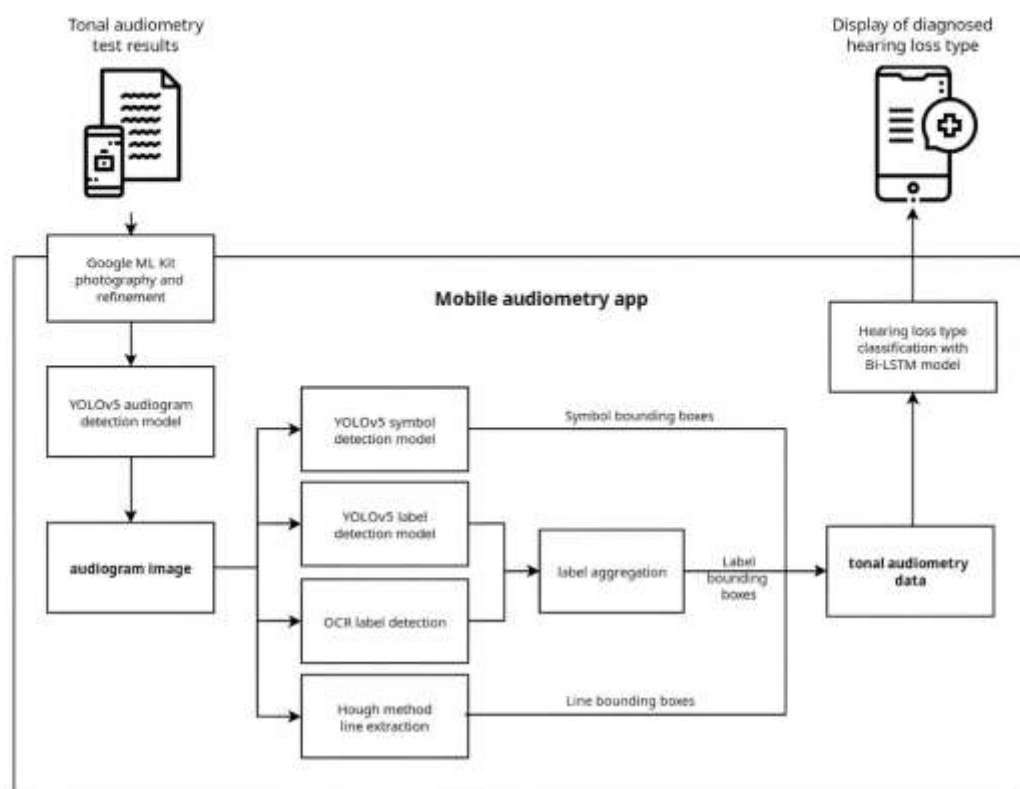 Tonal audiometry
test results
Display of diagnosed
hearing loss type
Google ML Kit
photography and
refinement
Mobile audiometry app
Hearing loss type
classification with
Bi-LSTM model
YOLOv5 audiogram
detection model
YOLOv5 symbol
detection model
Symbol bounding boxes
YOLOv5 label
detection model
audiogram image
label aggregation
Label
bounding
boxes
tonal audiometry
data
OCR label detection
Hough method
line extraction
Line bounding boxes